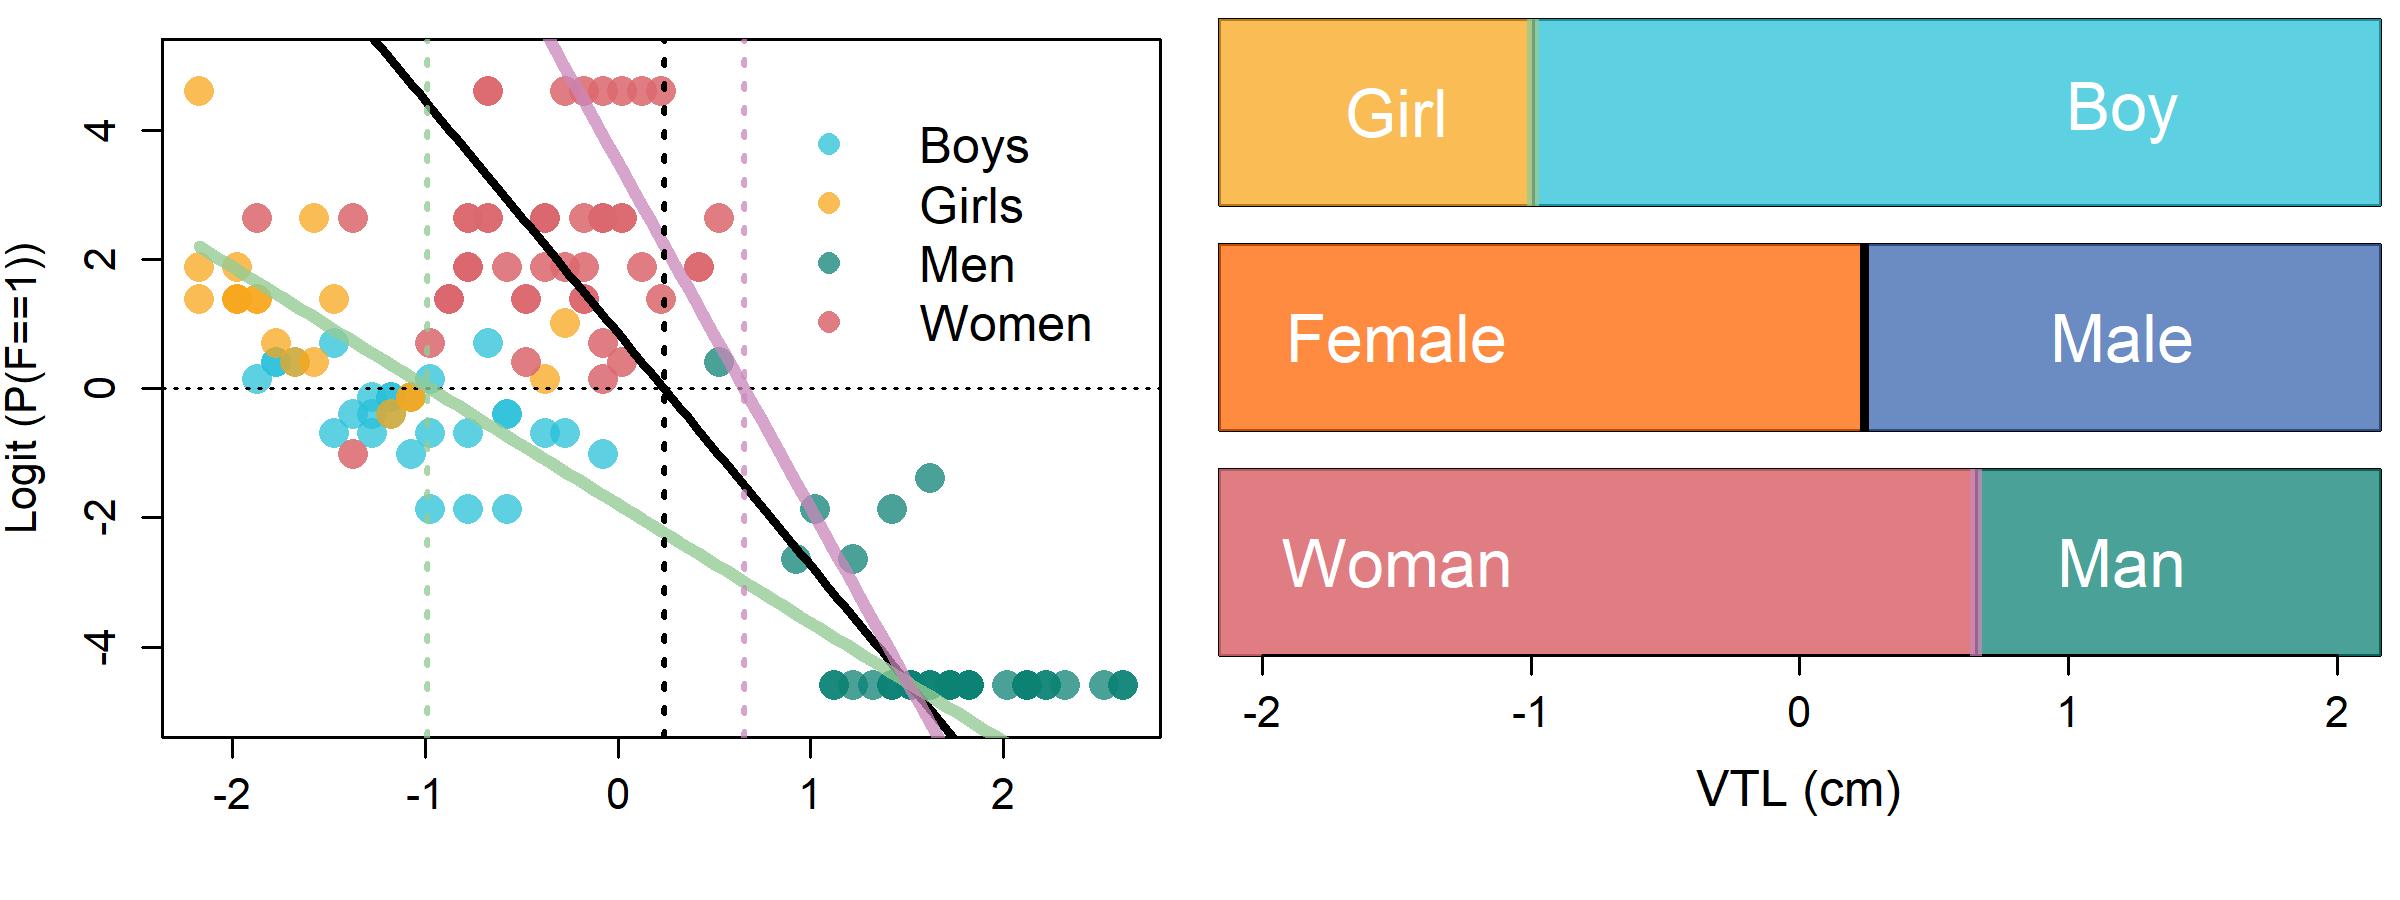 Logit (P(F==1))
4
2
0
-2
-4
-2
-1
0
1
2
Boys
Girls
Men
Women
Girl
Boy
Female
Male
Woman
Man
-2
-1
0
1
2
VTL (cm)